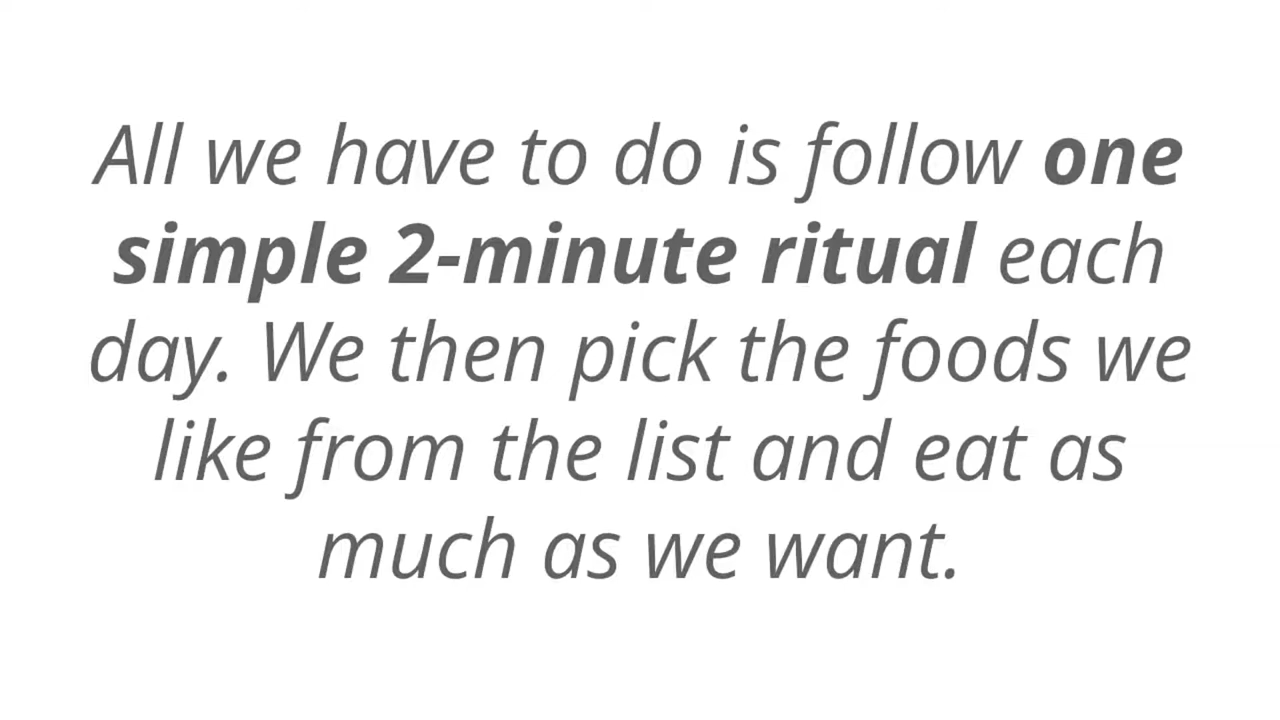 All we have to do is follow one
simple 2-minute ritual each
day. We then pick the foods we
like from the list and eat as
much as we want.